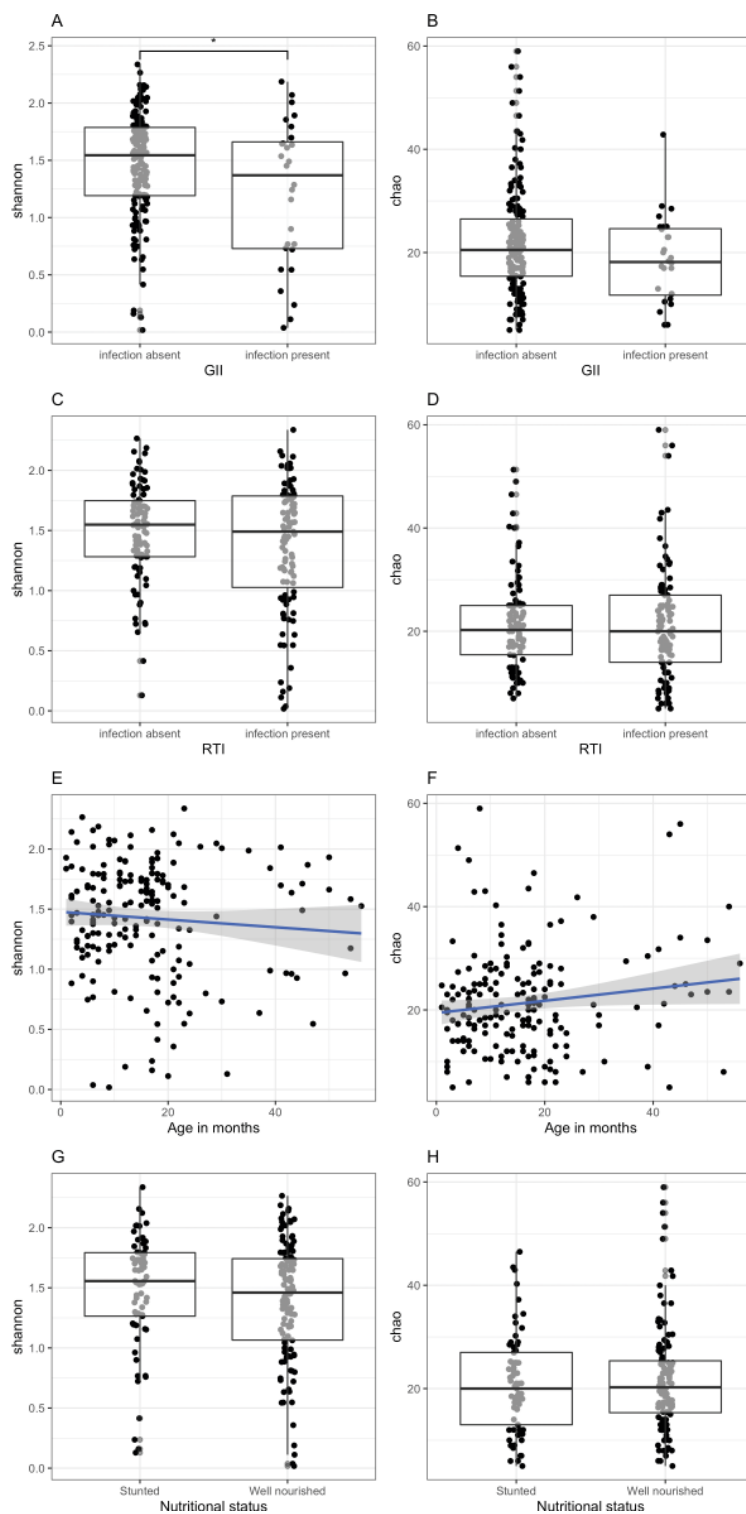 A
B
2.5
2.0
1.5
1.0
0.5
0.0
shannon
*
infection absent
infection present
GII
60
40
20
chao
infection absent
infection present
GII
C
D
2.0
1.5
1.0
0.5
0.0
shannon
infection absent
infection present
RTI
60
40
20
chao
infection absent
infection present
RTI
E
F
2.0
1.5
1.0
0.5
0.0
shannon
0
20
40
Age in months
60
40
20
chao
0
20
40
Age in months
G
H
2.0
1.5
1.0
0.5
0.0
shannon
Stunted
Well nourished
Nutritional status
60
40
20
chao
Stunted
Well nourished
Nutritional status